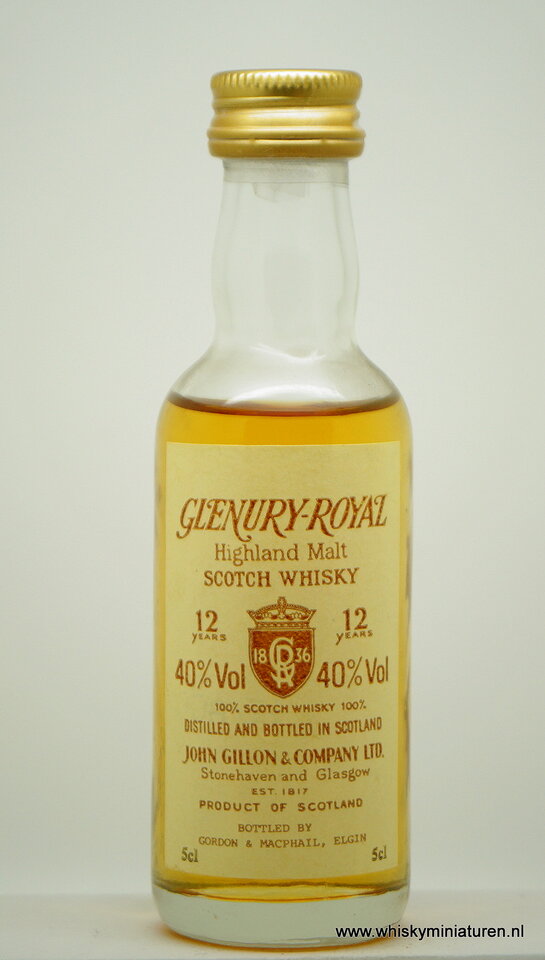 GLENURY-ROYAL
Highland Malt
SCOTCH WHISKY
12 YEARS 12 YEARS
18 36
40%Vol 40%Vol
100% SCOTCH WHISKY 100%
DISTILLED AND BOTTLED IN SCOTLAND
JOHN GILLON & COMPANY LTD.
Stonehaven and Glasgow
EST. 1817
PRODUCT OF SCOTLAND
BOTTLED BY
GORDON & MACPHAIL, ELGIN
5cl 5cl
www.whiskyminiaturen.nl